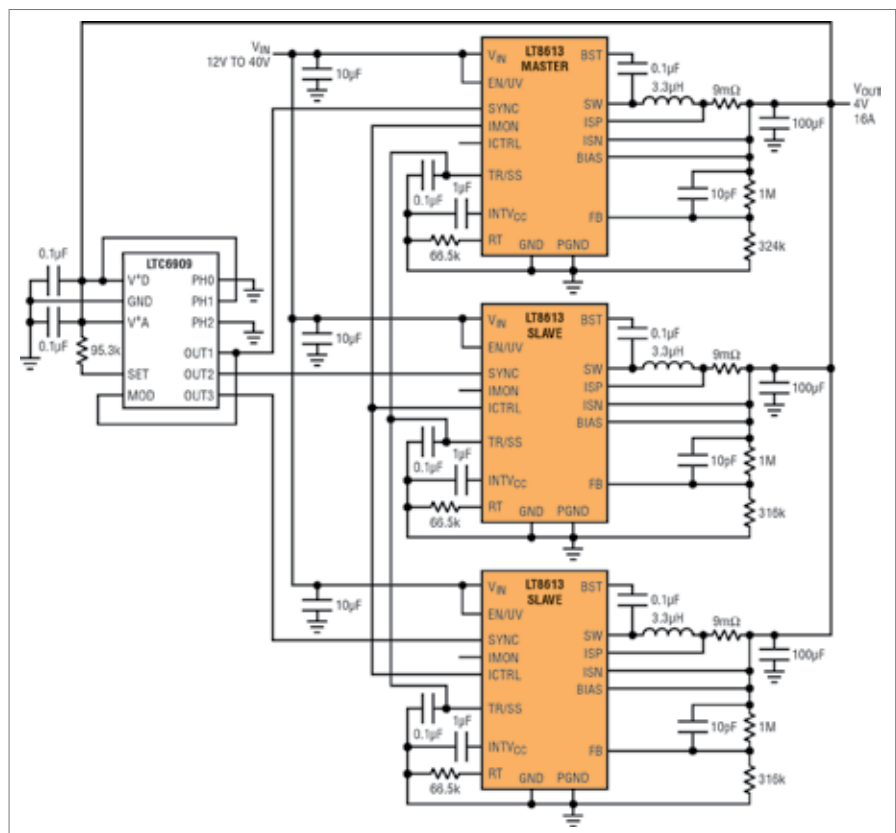 VIN
12V TO 40V
10µF
LT8613
MASTER
VIN
EN/UV
SYNC
IMON
ICTRL
TR/SS
INTVCC
RT
GND
PGND
BST
SW
ISP
ISN
BIAS
FB
0.1µF
3.3µH
9mΩ
VOUT
4V
16A
100µF
10pF
1M
324k
0.1µF
1µF
66.5k
LTC6909
V+D
GND
V+A
SET
MOD
PH0
PH1
PH2
OUT1
OUT2
OUT3
0.1µF
0.1µF
95.3k
10µF
LT8613
SLAVE
VIN
EN/UV
SYNC
IMON
ICTRL
TR/SS
INTVCC
RT
GND
PGND
BST
SW
ISP
ISN
BIAS
FB
0.1µF
3.3µH
9mΩ
100µF
10pF
1M
316k
0.1µF
1µF
66.5k
10µF
LT8613
SLAVE
VIN
EN/UV
SYNC
IMON
ICTRL
TR/SS
INTVCC
RT
GND
PGND
BST
SW
ISP
ISN
BIAS
FB
0.1µF
3.3µH
9mΩ
100µF
10pF
1M
316k
0.1µF
1µF
66.5k